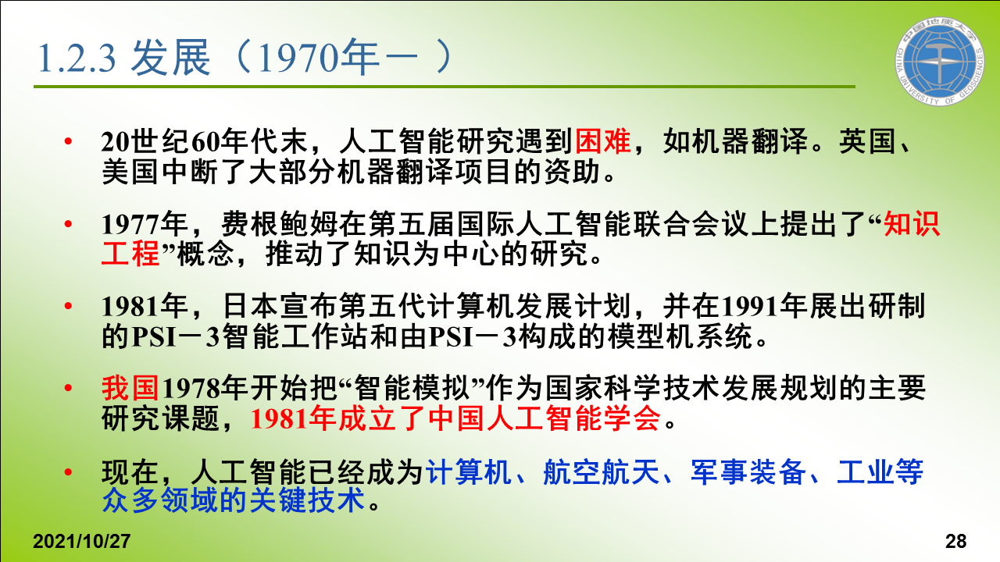 1.2.3 发展（1970年－ ）
中国地质大学
CHINA UNIVERSITY OF GEOSCIENCES
• 20世纪60年代末，人工智能研究遇到困难，如机器翻译。英国、
美国中断了大部分机器翻译项目的资助。
• 1977年，费根鲍姆在第五届国际人工智能联合会议上提出了“知识
工程”概念，推动了知识为中心的研究。
• 1981年，日本宣布第五代计算机发展计划，并在1991年展出研制
的PSI－3智能工作站和由PSI－3构成的模型机系统。
• 我国1978年开始把“智能模拟”作为国家科学技术发展规划的主要
研究课题，1981年成立了中国人工智能学会。
• 现在，人工智能已经成为计算机、航空航天、军事装备、工业等
众多领域的关键技术。
2021/10/27
28